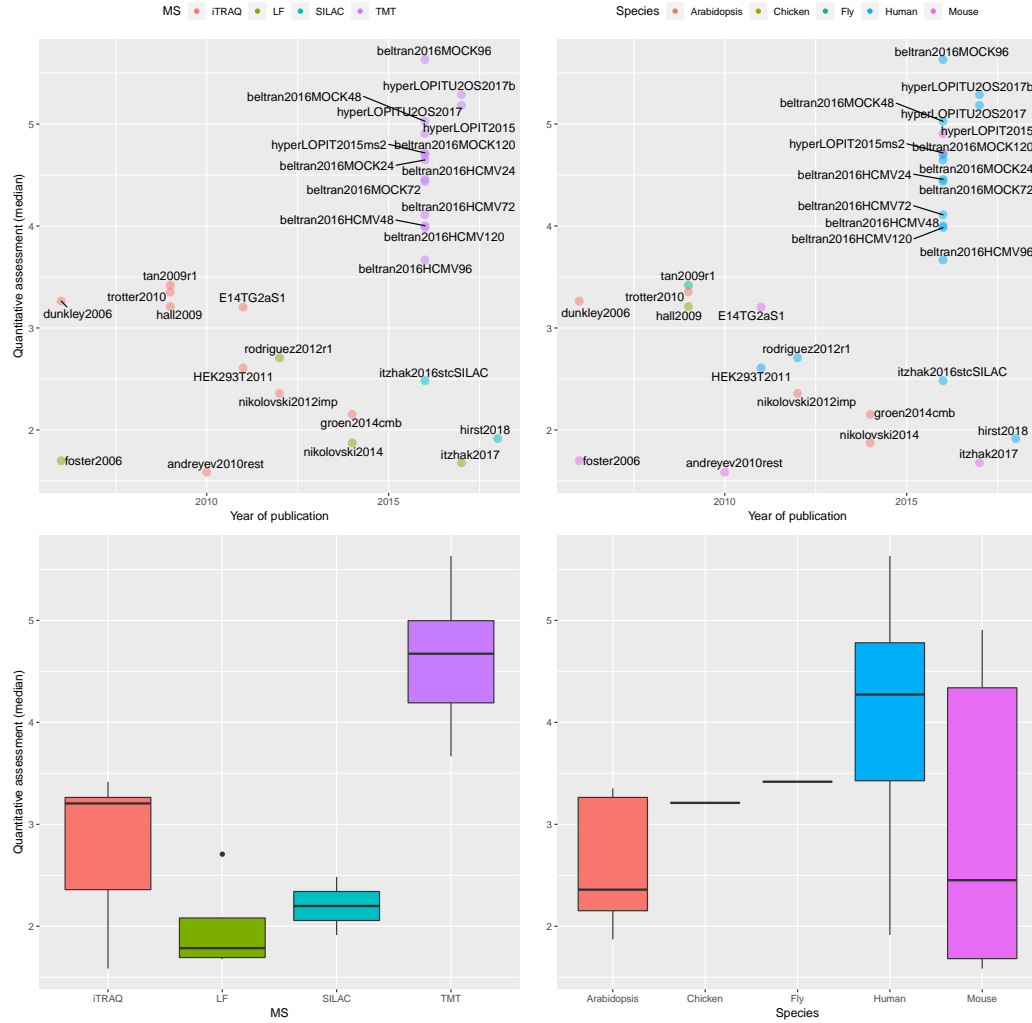 MS iTRAQ LF SILAC TMT
Species Arabidopsis Chicken Fly Human Mouse
Quantitative assessment (median)
5
4
3
2
beltran2016MOCK96
hyperLOPITU2OS2017b
beltran2016MOCK48
hyperLOPITU2OS2017
hyperLOPIT2015
hyperLOPIT2015ms2
beltran2016MOCK120
beltran2016MOCK24
beltran2016HCMV24
beltran2016MOCK72
beltran2016HCMV72
beltran2016HCMV48
beltran2016HCMV120
beltran2016HCMV96
tan2009r1
trotter2010
E14TG2aS1
dunkley2006
hall2009
rodriguez2012r1
HEK293T2011
itzhak2016stcSILAC
nikolovski2012imp
groen2014cmb
hirst2018
nikolovski2014
foster2006
andreyev2010rest
itzhak2017
2010
2015
Year of publication
5
4
3
2
beltran2016MOCK96
hyperLOPITU2OS2017b
beltran2016MOCK48
hyperLOPITU2OS2017
hyperLOPIT2015
hyperLOPIT2015ms2
beltran2016MOCK120
beltran2016MOCK24
beltran2016HCMV24
beltran2016MOCK72
beltran2016HCMV72
beltran2016HCMV48
beltran2016HCMV120
beltran2016HCMV96
tan2009r1
trotter2010
dunkley2006
hall2009
E14TG2aS1
rodriguez2012r1
HEK293T2011
itzhak2016stcSILAC
nikolovski2012imp
groen2014cmb
nikolovski2014
hirst2018
foster2006
andreyev2010rest
itzhak2017
2010
2015
Year of publication
Quantitative assessment (median)
5
4
3
2
iTRAQ
LF
SILAC
TMT
MS
5
4
3
2
Arabidopsis
Chicken
Fly
Human
Mouse
Species